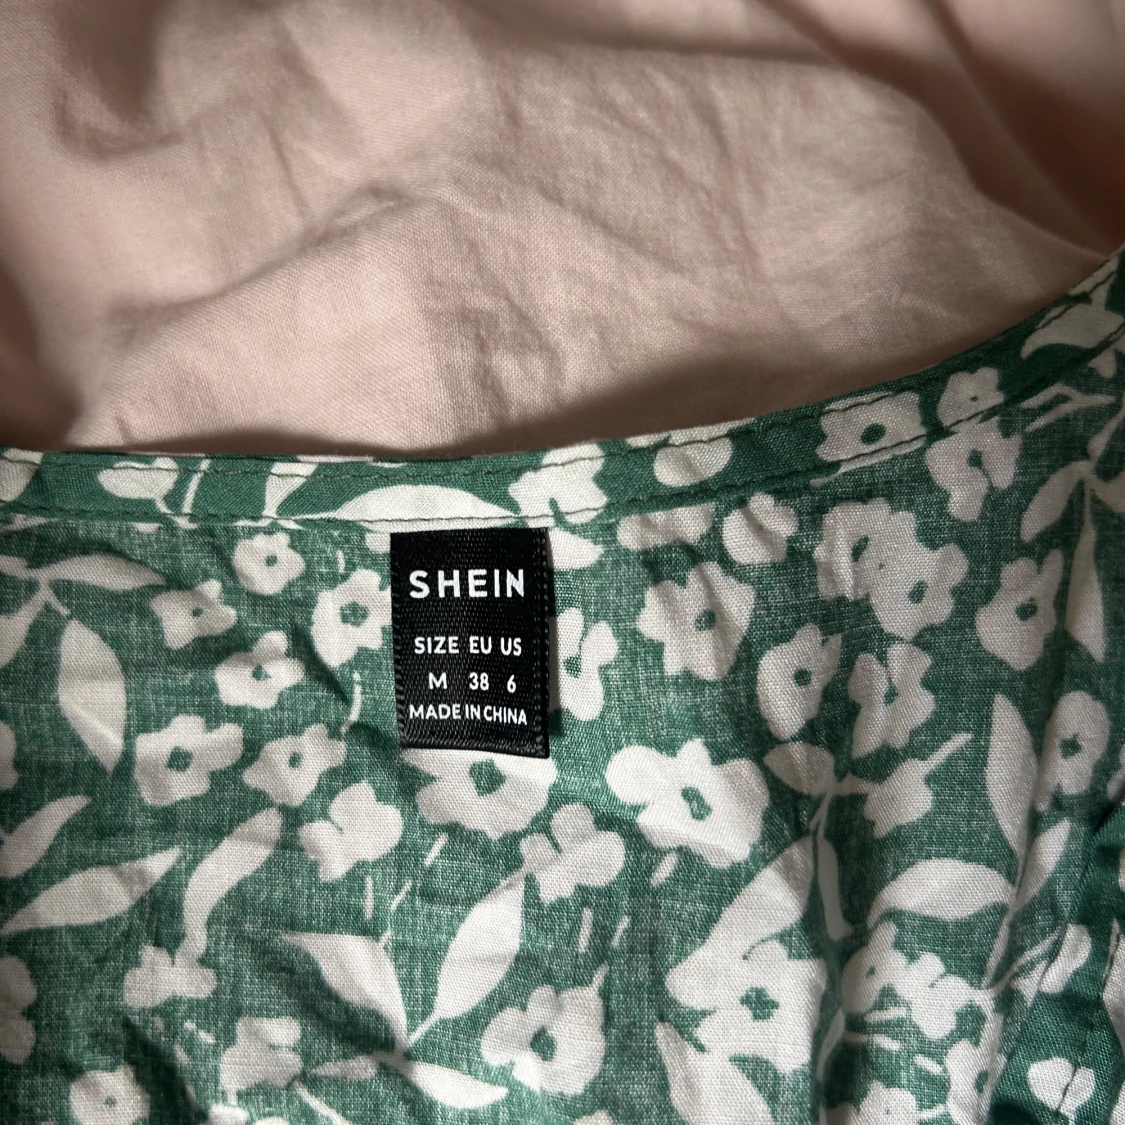 SHEIN
SIZE EU US
M 38 6
MADE IN CHINA